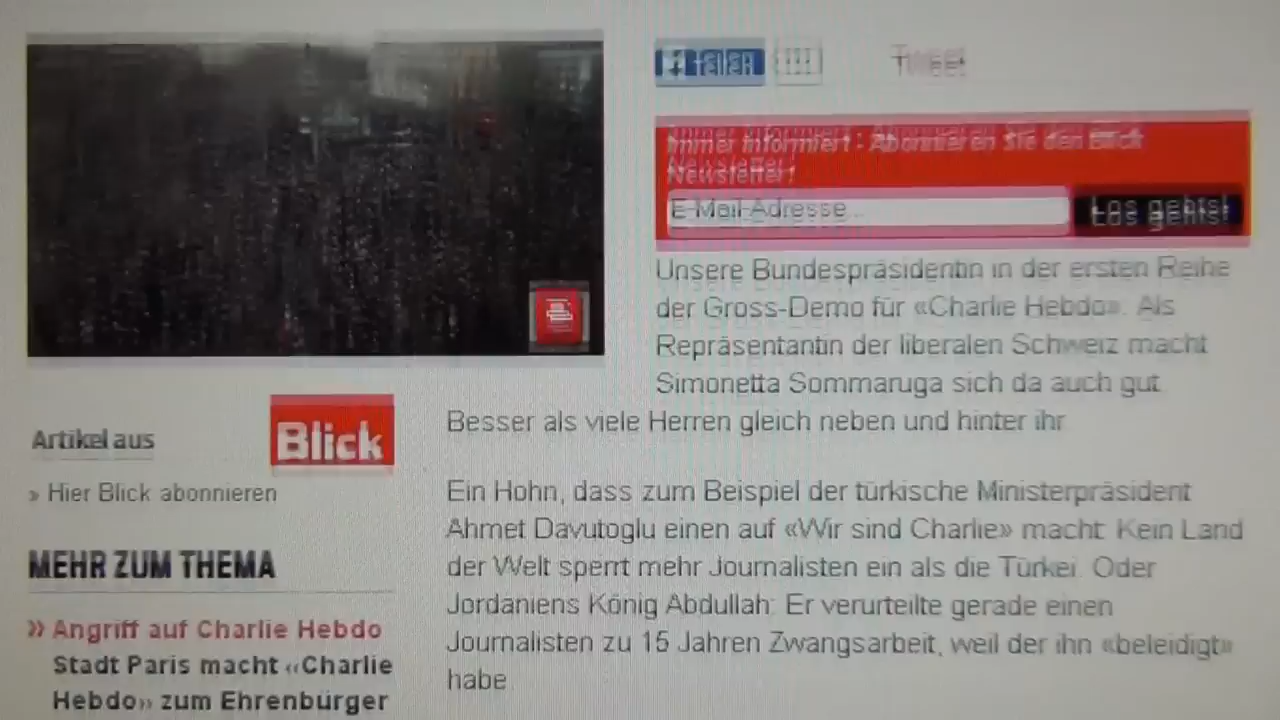 teilen
Tweet
Immer informiert: Abonnieren Sie den Blick
Newsletter!
E-Mail-Adresse...
Los gehts!
Unsere Bundespräsidentin in der ersten Reihe
der Gross-Demo für «Charlie Hebdo». Als
Repräsentantin der liberalen Schweiz macht
Simonetta Sommaruga sich da auch gut.
Besser als viele Herren gleich neben und hinter ihr.
Ein Hohn, dass zum Beispiel der türkische Ministerpräsident
Ahmet Davutoglu einen auf «Wir sind Charlie» macht. Kein Land
der Welt sperrt mehr Journalisten ein als die Türkei. Oder
Jordaniens König Abdullah: Er verurteilte gerade einen
Journalisten zu 15 Jahren Zwangsarbeit, weil der ihn «beleidigt»
habe.
Artikel aus
Blick
» Hier Blick abonnieren
MEHR ZUM THEMA
» Angriff auf Charlie Hebdo
Stadt Paris macht «Charlie
Hebdo» zum Ehrenbürger